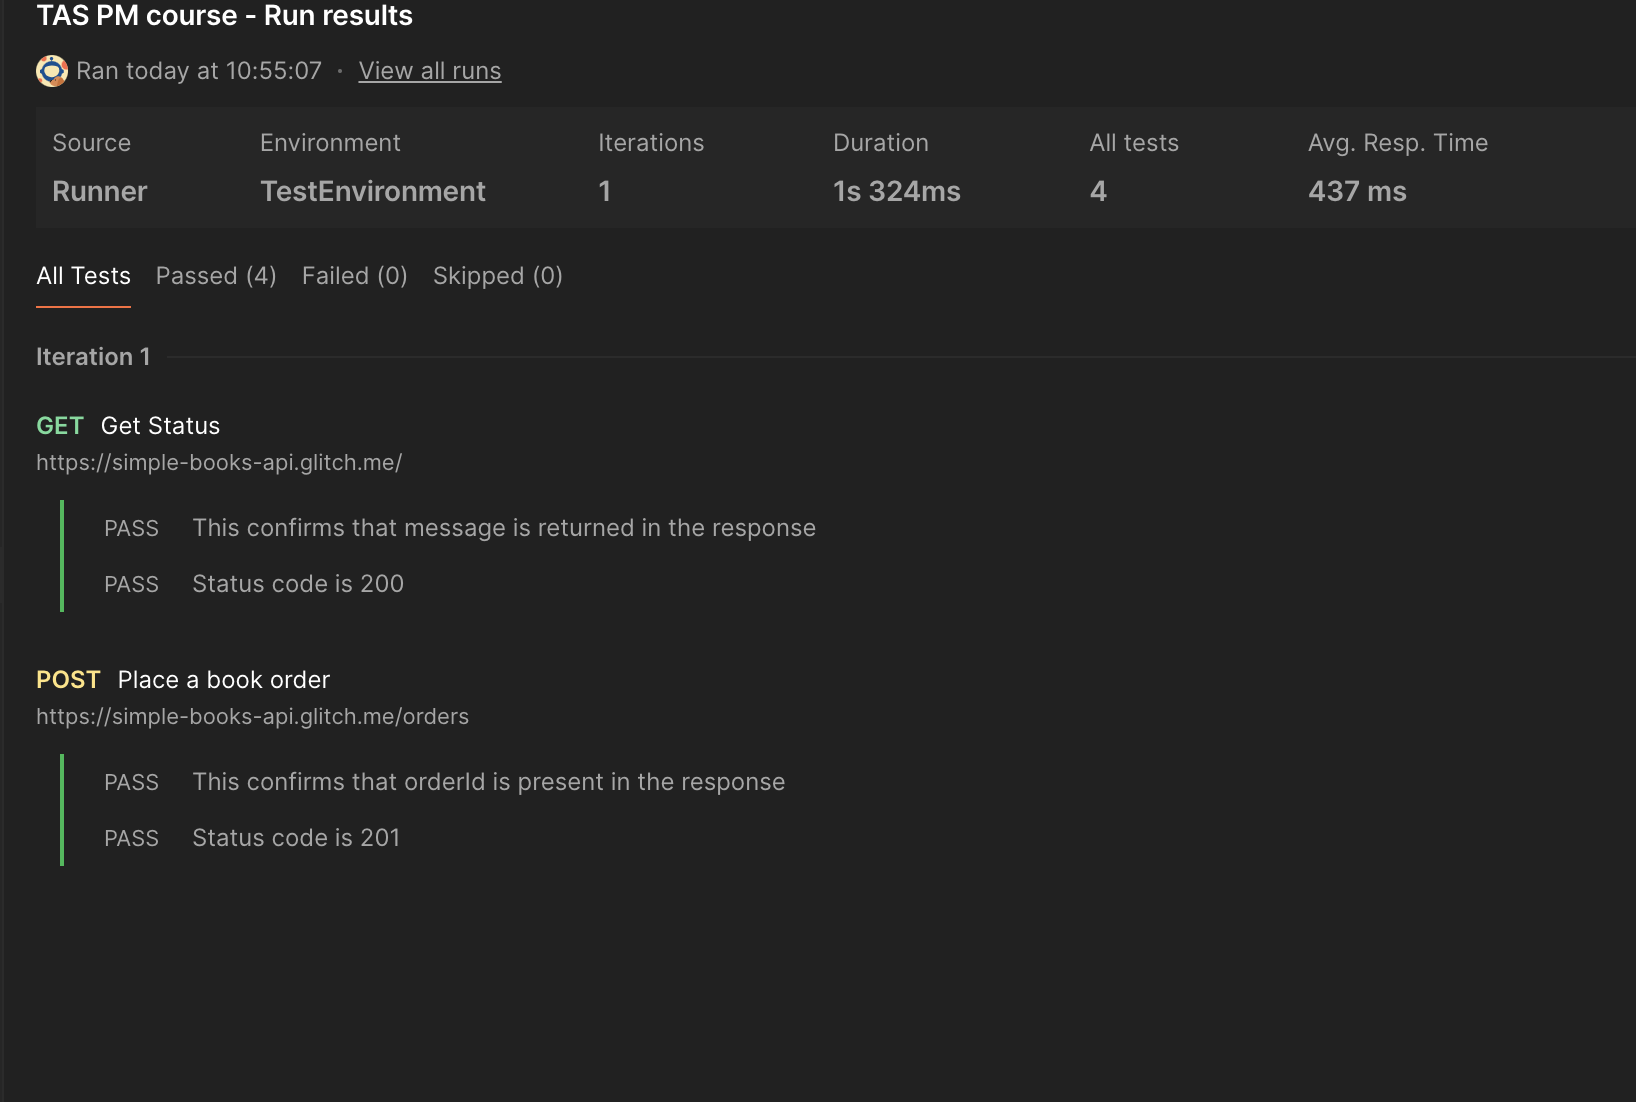 TAS PM course - Run results
Ran today at 10:55:07 · View all runs
Source Environment Iterations Duration All tests Avg. Resp. Time
Runner TestEnvironment 1 1s 324ms 4 437 ms
All Tests Passed (4) Failed (0) Skipped (0)
Iteration 1
GET Get Status
https://simple-books-api.glitch.me/
PASS This confirms that message is returned in the response
PASS Status code is 200
POST Place a book order
https://simple-books-api.glitch.me/orders
PASS This confirms that orderId is present in the response
PASS Status code is 201